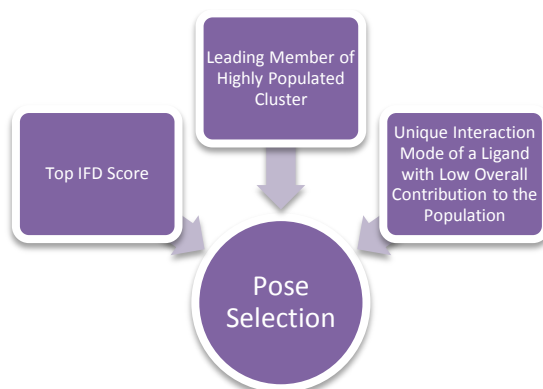 Leading Member of
Highly Populated
Cluster
Top IFD Score
Unique Interaction
Mode of a Ligand
with Low Overall
Contribution to the
Population
Pose
Selection